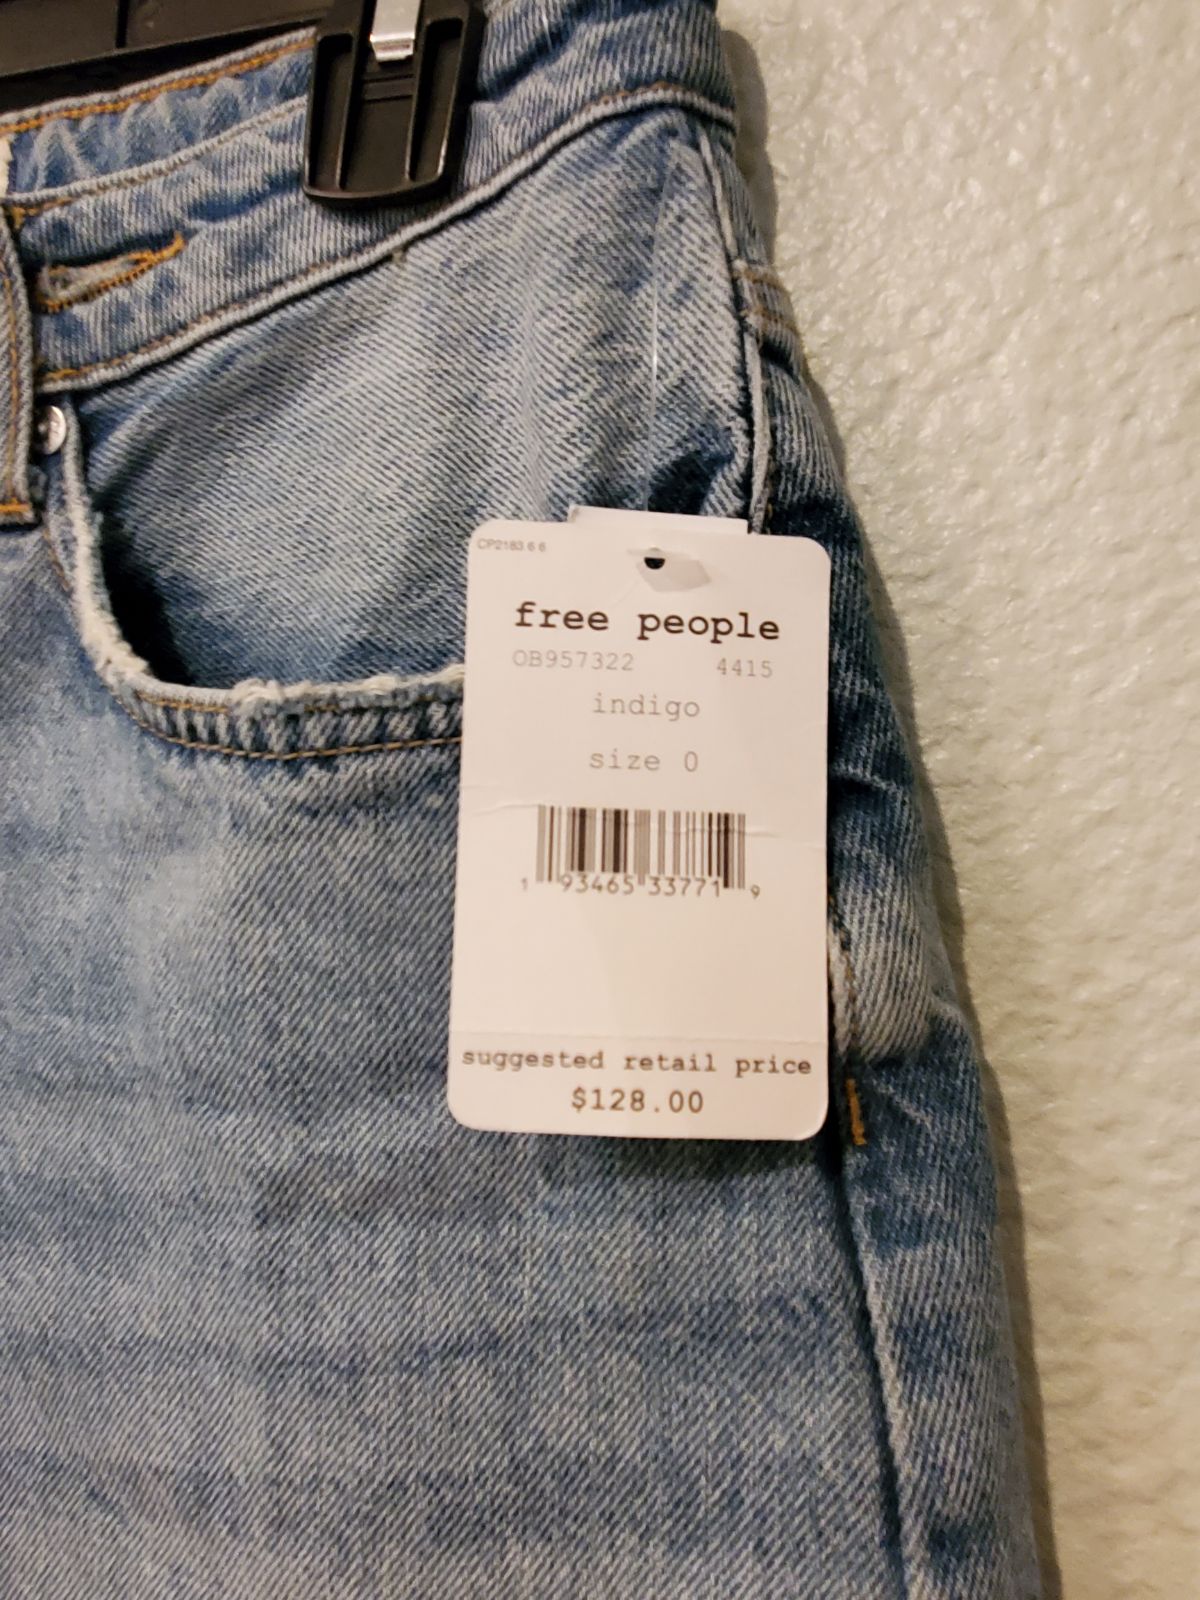 CP2183 6 6
free people
OB957322 4415
indigo
size 0
1 93465 33771 9
suggested retail price
$128.00